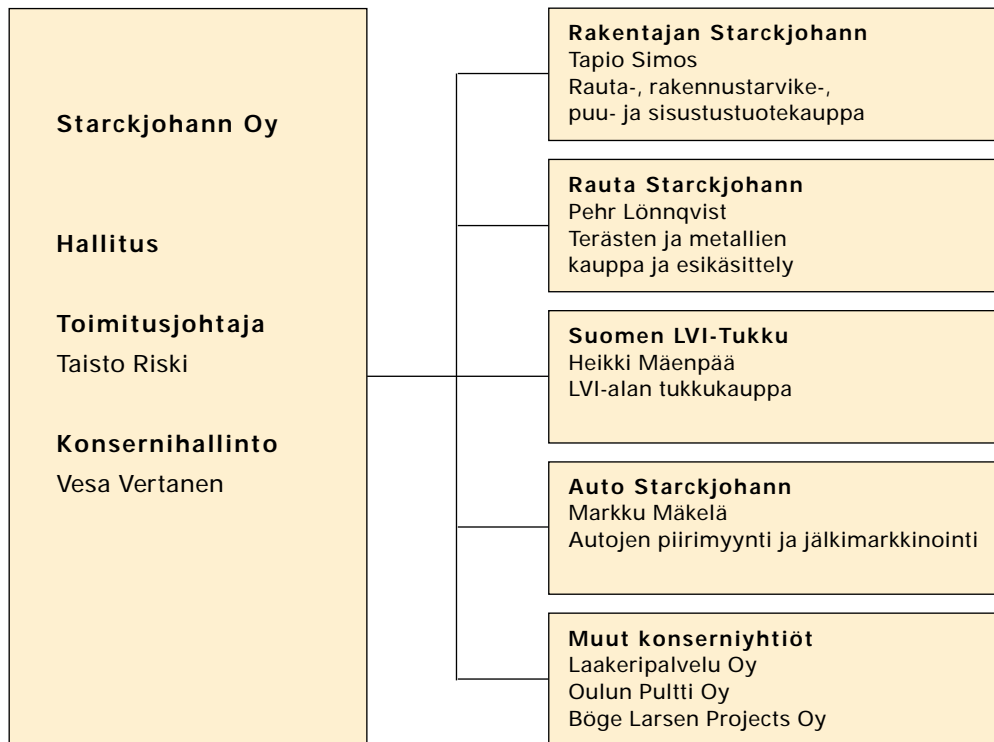 Starckjohann Oy
Hallitus
Toimitusjohtaja
Taisto Riski
Konsernihallinto
Vesa Vertanen
Rakentajan Starckjohann
Tapio Simos
Rauta-, rakennustarvike-,
puu- ja sisustustuotekauppa
Rauta Starckjohann
Pehr Lönnqvist
Terästen ja metallien
kauppa ja esikäsittely
Suomen LVI-Tukku
Heikki Mäenpää
LVI-alan tukkukauppa
Auto Starckjohann
Markku Mäkelä
Autojen piirimyynti ja jälkimarkkinointi
Muut konserniyhtiöt
Laakeripalvelu Oy
Oulun Pultti Oy
Böge Larsen Projects Oy